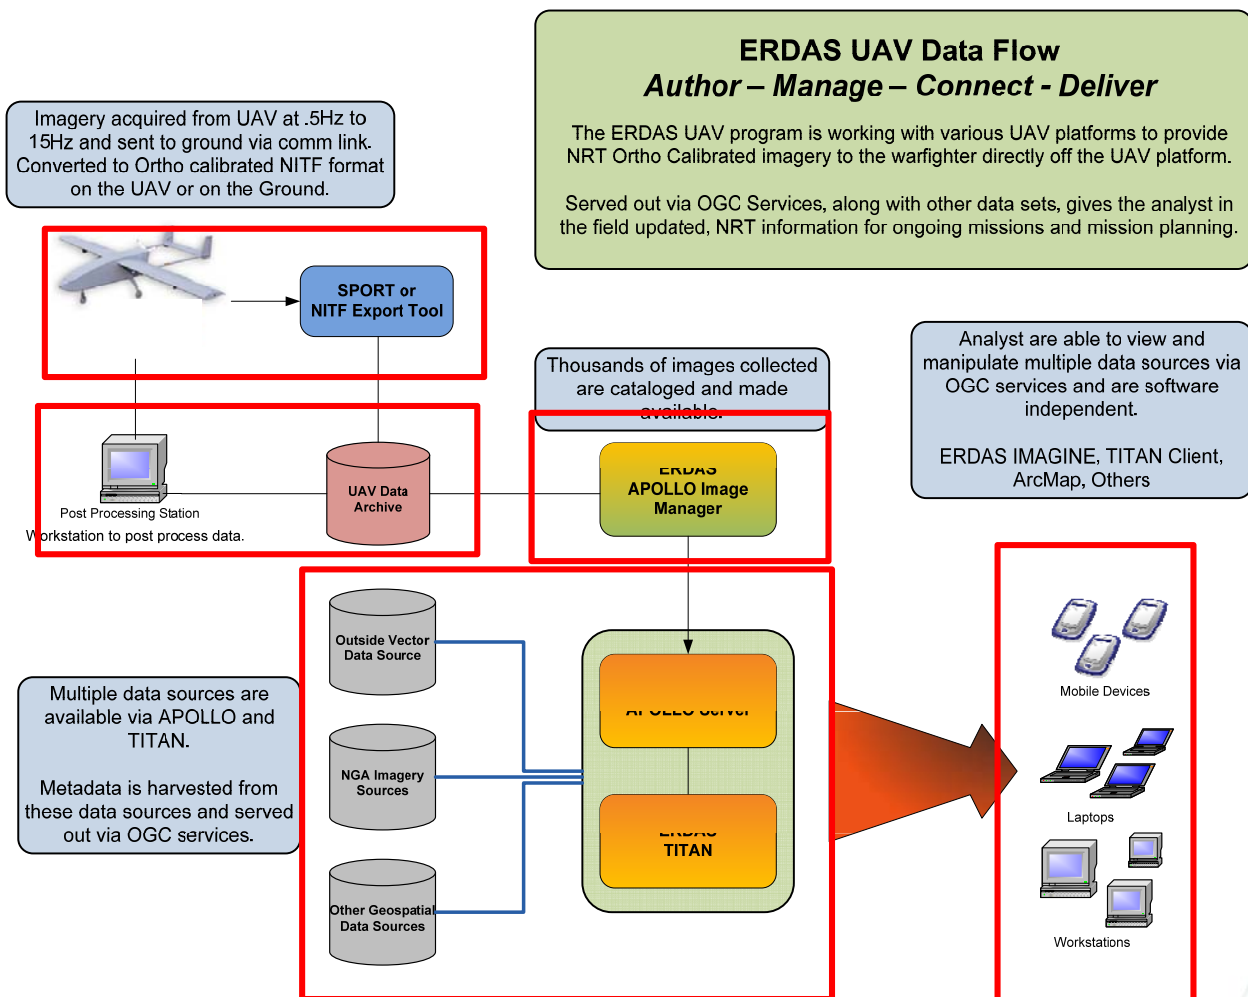 ERDAS UAV Data Flow
Author – Manage – Connect - Deliver
The ERDAS UAV program is working with various UAV platforms to provide
NRT Ortho Calibrated imagery to the warfighter directly off the UAV platform.
Served out via OGC Services, along with other data sets, gives the analyst in
the field updated, NRT information for ongoing missions and mission planning.
Imagery acquired from UAV at .5Hz to
15Hz and sent to ground via comm link.
Converted to Ortho calibrated NITF format
on the UAV or on the Ground.
SPORT or
NITF Export Tool
Thousands of images collected
are cataloged and made
available.
Analyst are able to view and
manipulate multiple data sources via
OGC services and are software
independent.
ERDAS IMAGINE, TITAN Client,
ArcMap, Others
Post Processing Station
Workstation to post process data.
UAV Data
Archive
ERDAS
APOLLO Image
Manager
Outside Vector
Data Source
NGA Imagery
Sources
Other Geospatial
Data Sources
APOLLO Server
ERDAS
TITAN
Multiple data sources are
available via APOLLO and
TITAN.
Metadata is harvested from
these data sources and served
out via OGC services.
Mobile Devices
Laptops
Workstations